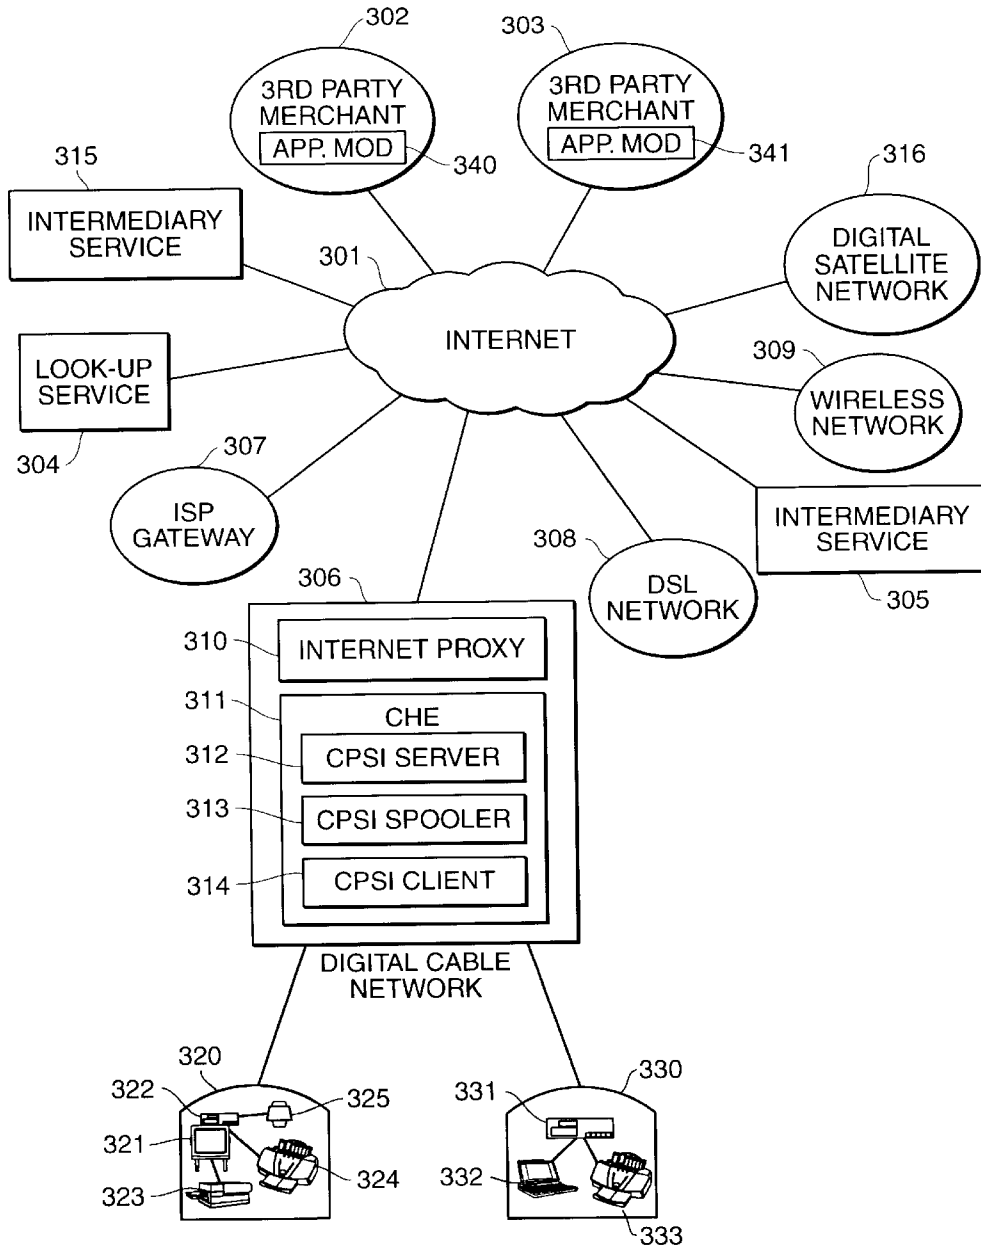 302
303
3RD PARTY
MERCHANT
APP. MOD
340
3RD PARTY
MERCHANT
APP. MOD
341
315
316
INTERMEDIARY
SERVICE
DIGITAL
SATELLITE
NETWORK
301
INTERNET
309
LOOK-UP
SERVICE
304
WIRELESS
NETWORK
307
ISP
GATEWAY
INTERMEDIARY
SERVICE
305
308
DSL
NETWORK
306
310
INTERNET PROXY
311
CHE
312
CPSI SERVER
313
CPSI SPOOLER
314
CPSI CLIENT
DIGITAL CABLE
NETWORK
320
322
325
321
324
323
330
331
332
333